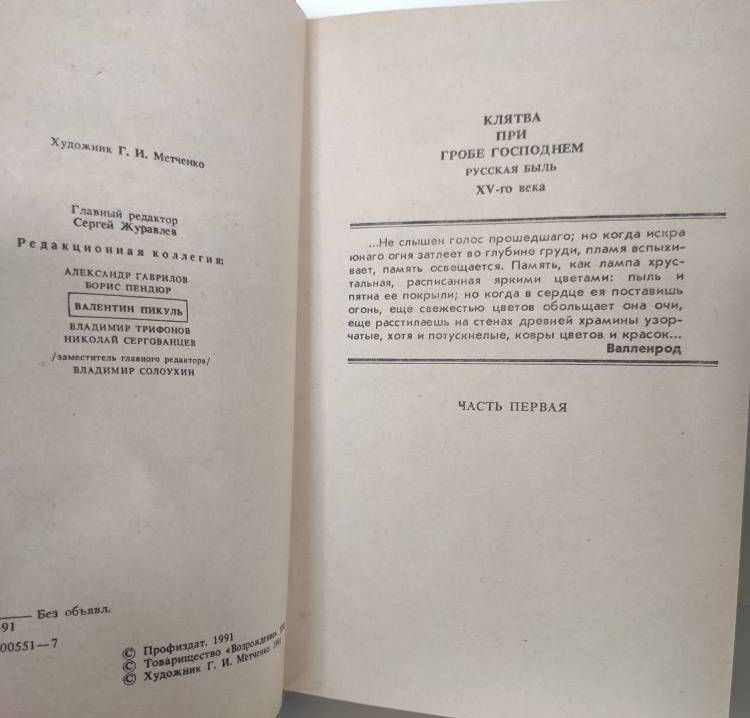 Художник Г. И. Метченко
Главный редактор
Сергей Журавлев
Редакционная коллегия:
АЛЕКСАНДР ГАВРИЛОВ
БОРИС ПЕНДЮР
ВАЛЕНТИН ПИКУЛЬ
ВЛАДИМИР ТРИФОНОВ
НИКОЛАЙ СЕРГОВАНЦЕВ
/заместитель главного редактора/
ВЛАДИМИР СОЛОУХИН
— Без объявл.
91
00551—7
© Профиздат. 1991
© Товарищество «Возрождение»
© Художник Г. И. Метченко 1991
КЛЯТВА
ПРИ
ГРОБЕ ГОСПОДНЕМ
РУССКАЯ БЫЛЬ
XV-го века
...Не слышен голос прошедшаго; но когда искра
юнаго огня затлеет во глубине груди, пламя вспыхи-
вает, память освещается. Память, как лампа хрус-
тальная, расписанная яркими цветами: пыль и
пятна ее покрыли; но когда в сердце ея поставишь
огонь, еще свежестью цветов обольщает она очи,
еще расстилаешь на стенах древней храмины узор-
чатые, хотя и потускнелые, ковры цветов и красок...
Валленрод
ЧАСТЬ ПЕРВАЯ